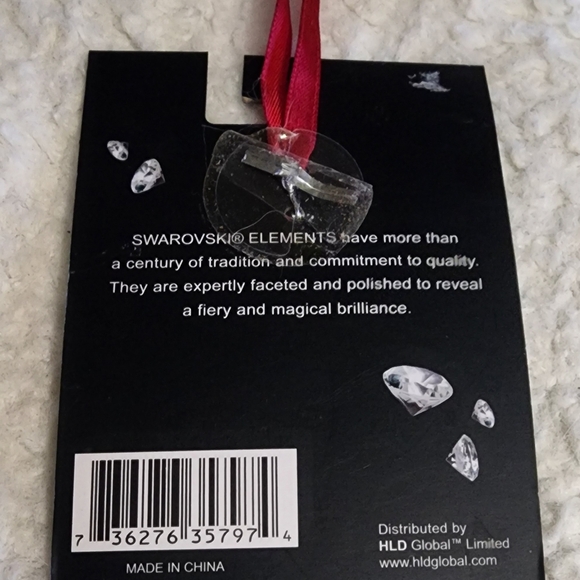 SWAROVSKI® ELEMENTS have more than
a century of tradition and commitment to quality.
They are expertly faceted and polished to reveal
a fiery and magical brilliance.
7 36276 35797 4
MADE IN CHINA
Distributed by
HLD Global™ Limited
www.hldglobal.com